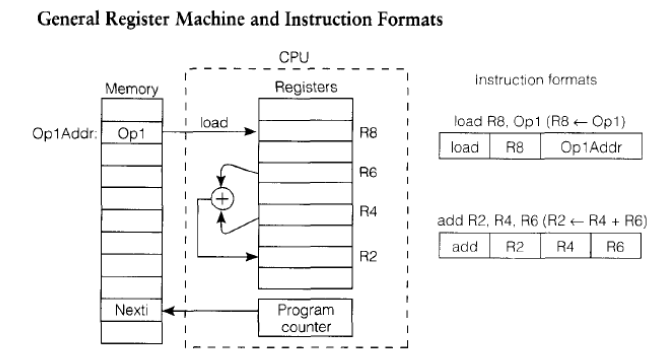 General Register Machine and Instruction Formats
CPU
Memory
Registers
Instruction formats
load
Op1Addr:
Op1
R8
load R8, Op1 (R8 ← Op1)
load R8 Op1Addr
R6
+
R4
add R2, R4, R6 (R2 ← R4 + R6)
add R2 R4 R6
R2
Nexti
Program
counter